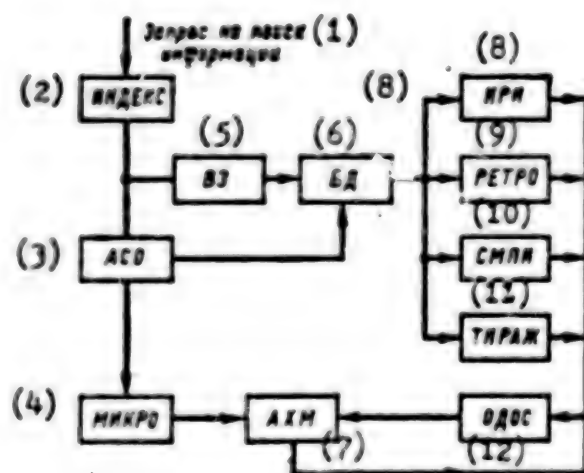 Запрос на поиск (1)
информации
(2) ИНДЕКС
(5) (6) (8) (8)
ВЗ БД ИРИ
(9)
РЕТРО
(10)
(3) АСО СМПИ
(11)
ТИРАЖ
(4) МИКРО АХМ ОДОС
(7) (12)